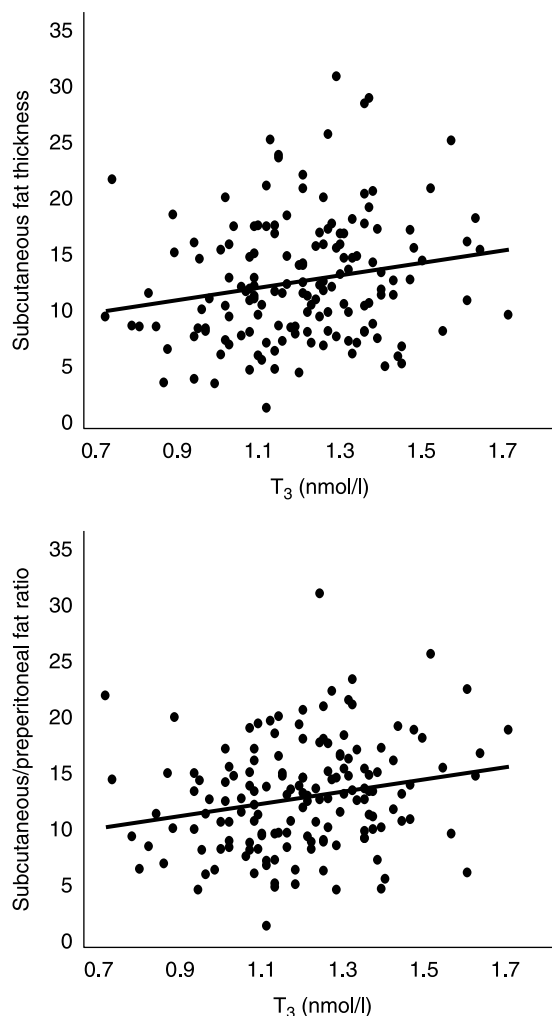 Subcutaneous fat thickness
35
30
25
20
15
10
5
0
0.7 0.9 1.1 1.3 1.5 1.7
T₃ (nmol/l)
Subcutaneous/preperitoneal fat ratio
35
30
25
20
15
10
5
0
0.7 0.9 1.1 1.3 1.5 1.7
T₃ (nmol/l)